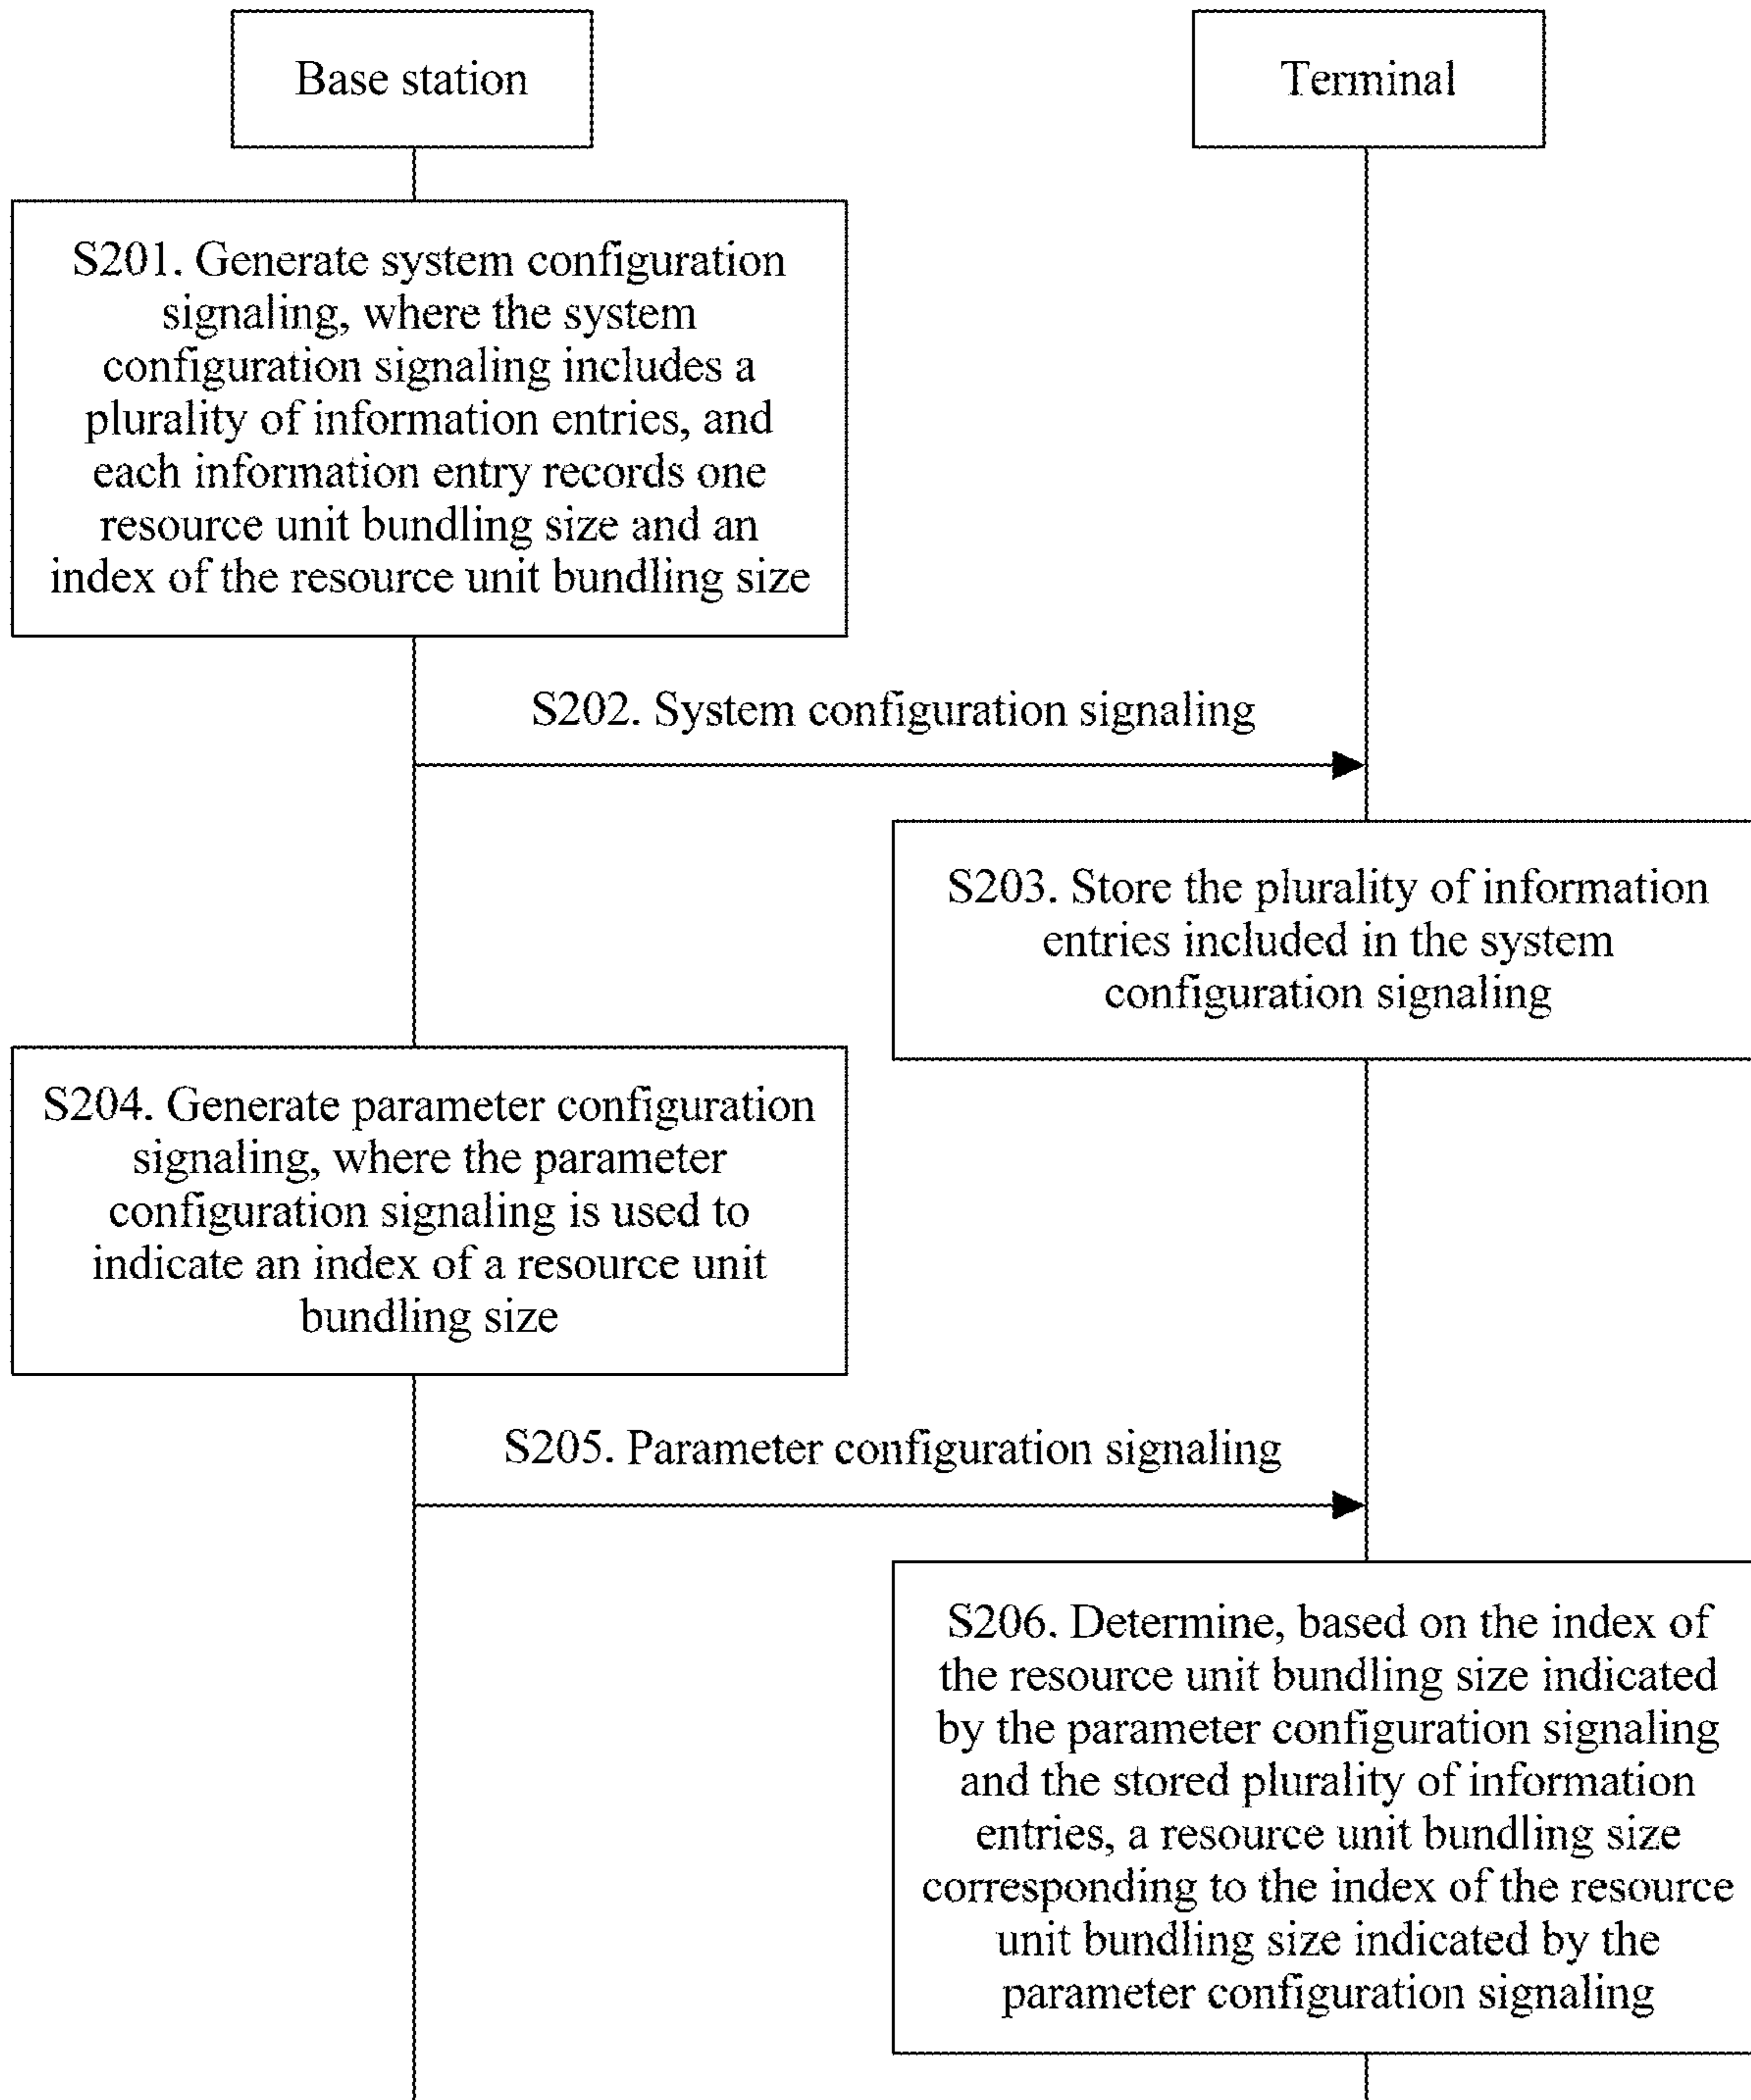 Base station
Terminal
S201. Generate system configuration
signaling, where the system
configuration signaling includes a
plurality of information entries, and
each information entry records one
resource unit bundling size and an
index of the resource unit bundling size
S202. System configuration signaling
S203. Store the plurality of information
entries included in the system
configuration signaling
S204. Generate parameter configuration
signaling, where the parameter
configuration signaling is used to
indicate an index of a resource unit
bundling size
S205. Parameter configuration signaling
S206. Determine, based on the index of
the resource unit bundling size indicated
by the parameter configuration signaling
and the stored plurality of information
entries, a resource unit bundling size
corresponding to the index of the resource
unit bundling size indicated by the
parameter configuration signaling